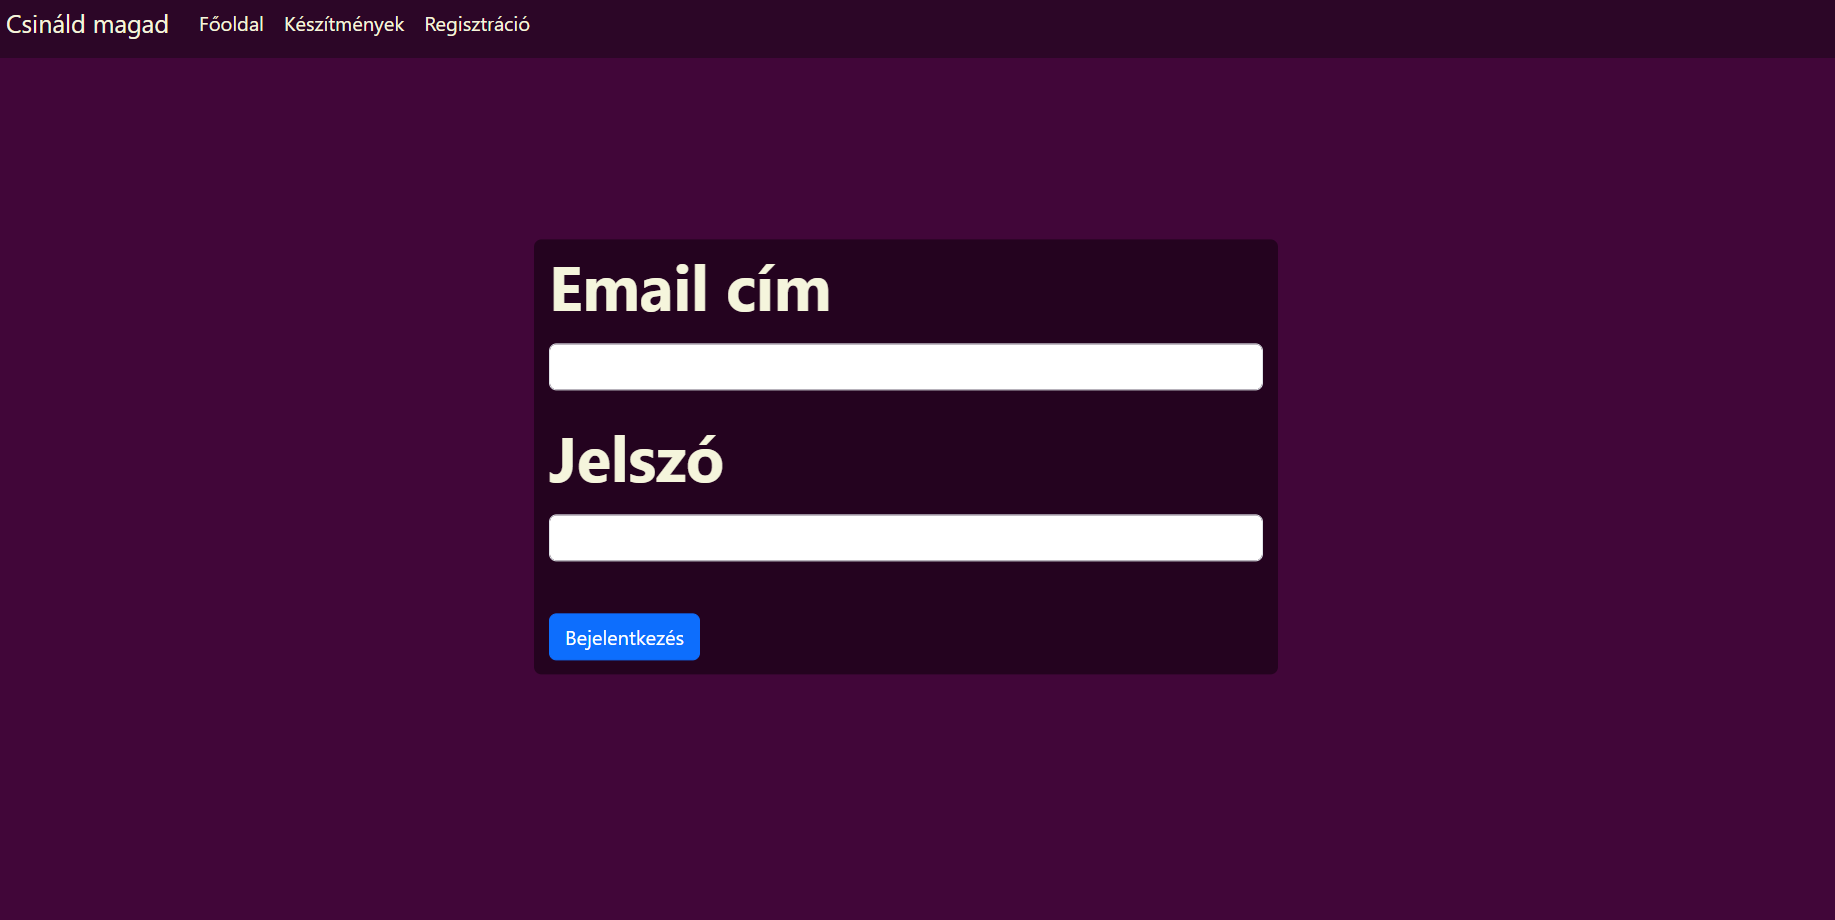 Csináld magad Főoldal Készítmények Regisztráció
Email cím
Jelszó
Bejelentkezés